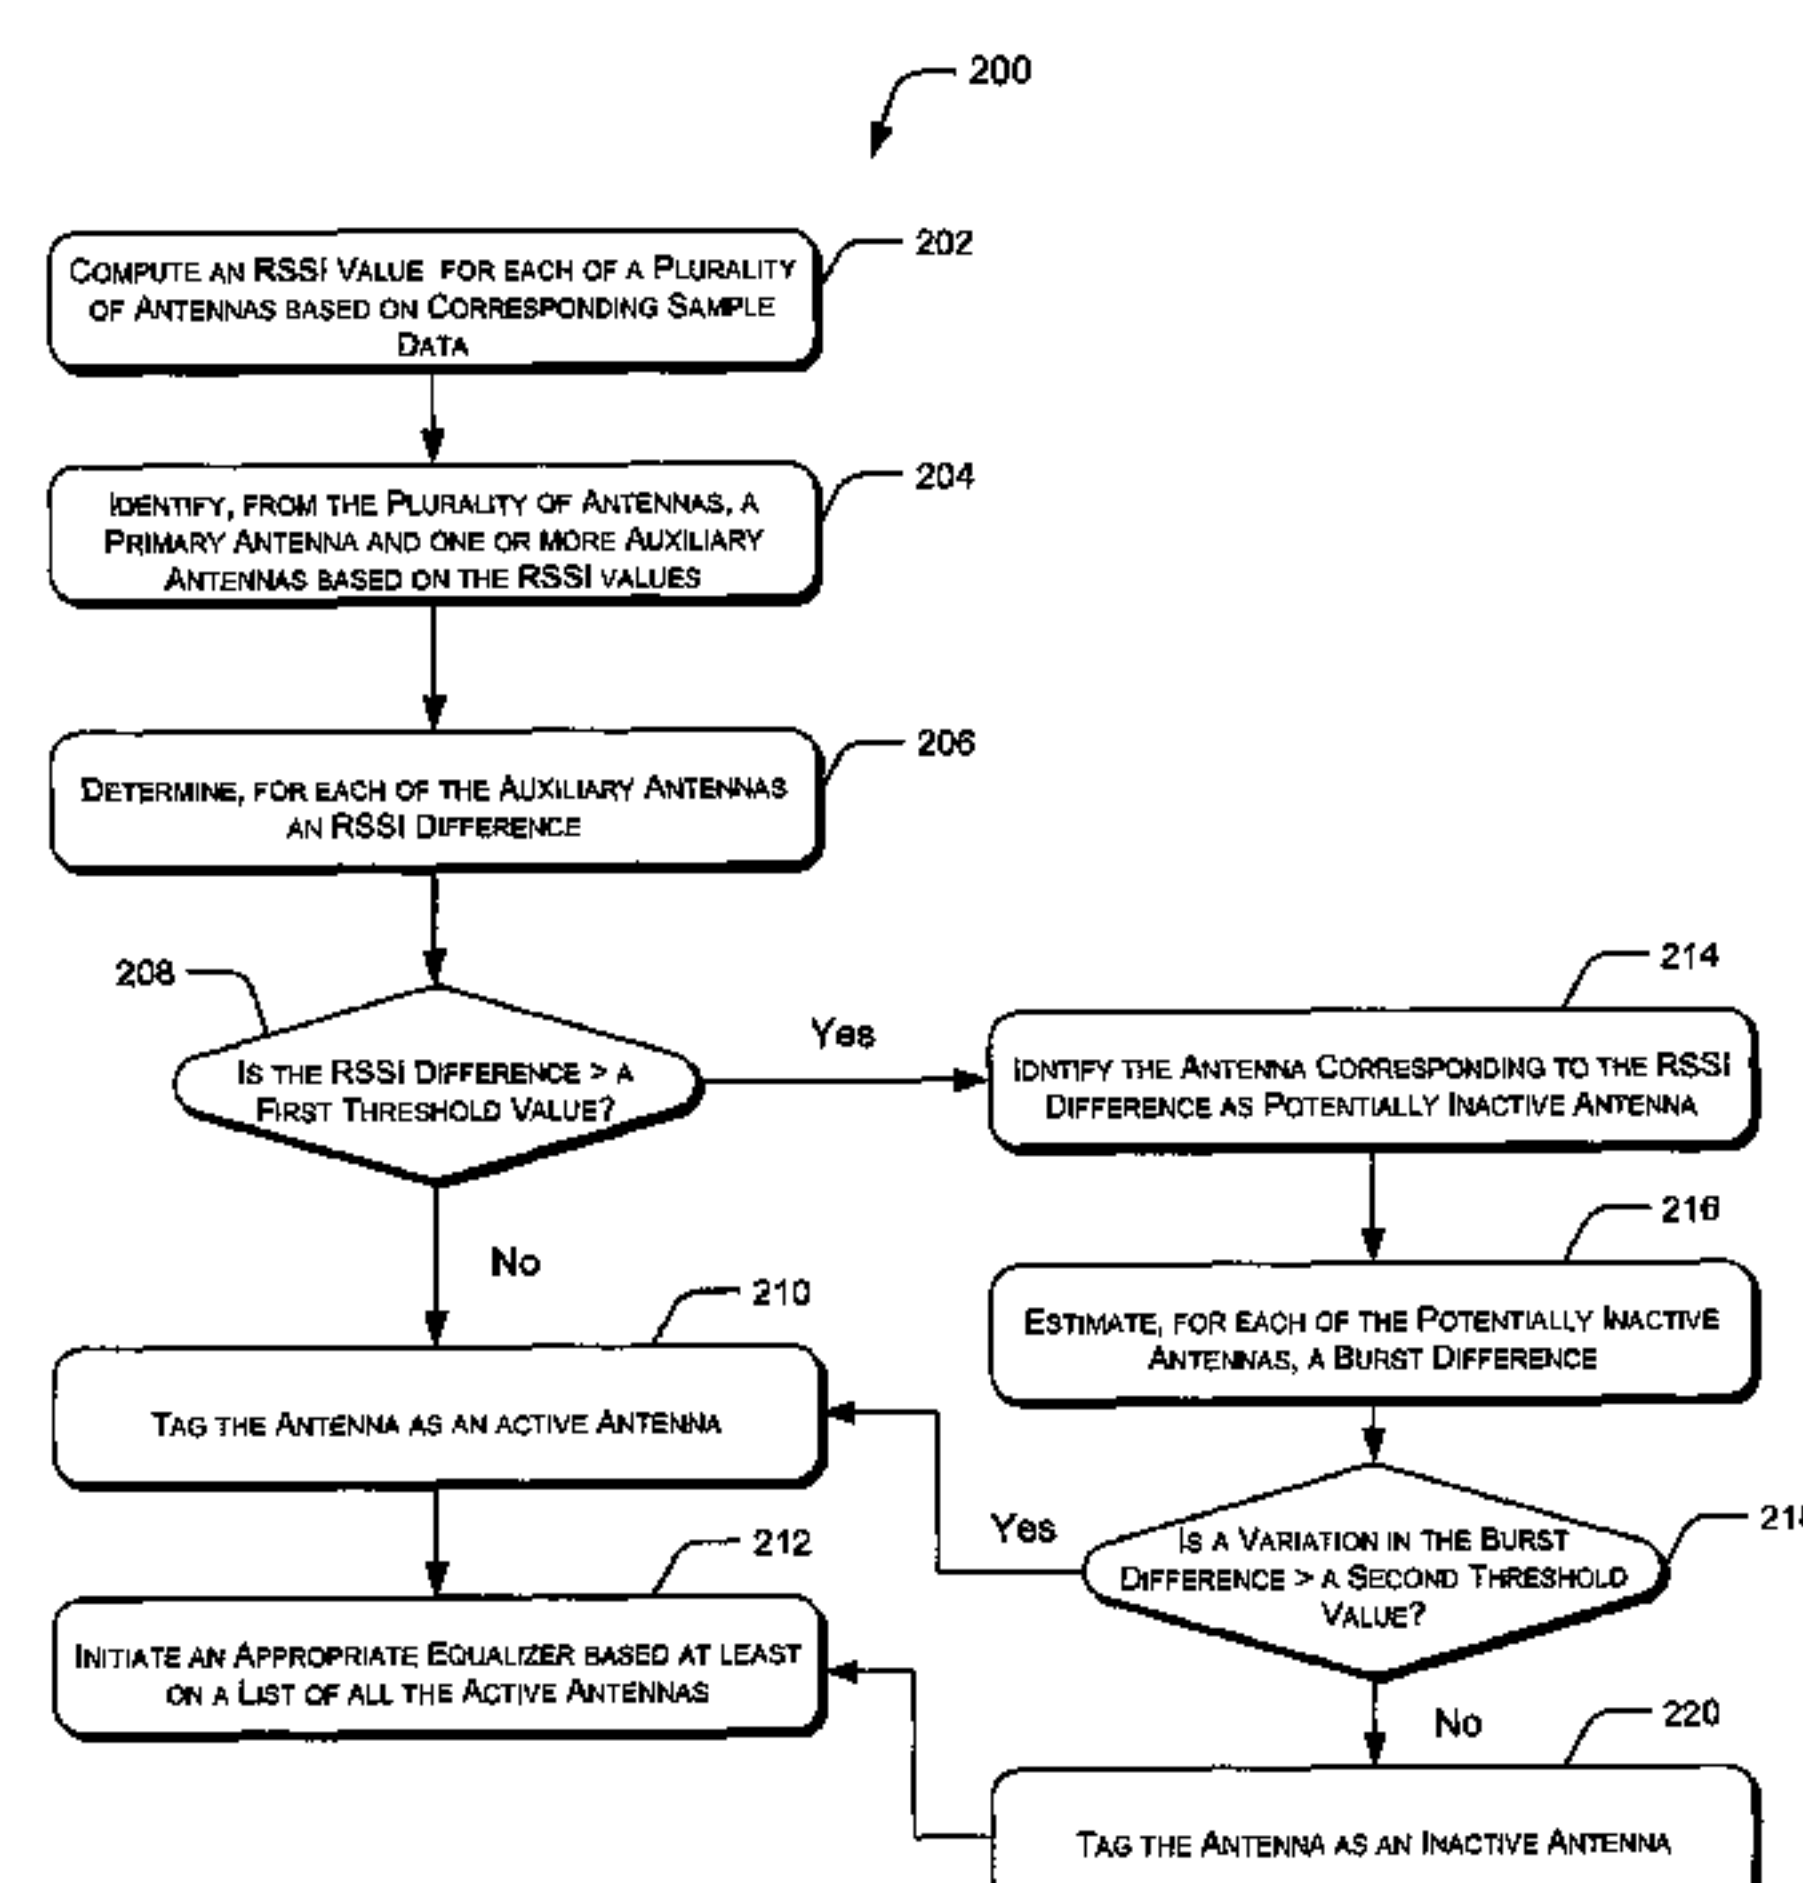 200
202
COMPUTE AN RSSI VALUE FOR EACH OF A PLURALITY
OF ANTENNAS BASED ON CORRESPONDING SAMPLE
DATA
204
IDENTIFY, FROM THE PLURALITY OF ANTENNAS, A
PRIMARY ANTENNA AND ONE OR MORE AUXILIARY
ANTENNAS BASED ON THE RSSI VALUES
206
DETERMINE, FOR EACH OF THE AUXILIARY ANTENNAS
AN RSSI DIFFERENCE
208
IS THE RSSI DIFFERENCE > A
FIRST THRESHOLD VALUE?
Yes
No
214
IDNTIFY THE ANTENNA CORRESPONDING TO THE RSSI
DIFFERENCE AS POTENTIALLY INACTIVE ANTENNA
216
ESTIMATE, FOR EACH OF THE POTENTIALLY INACTIVE
ANTENNAS, A BURST DIFFERENCE
210
TAG THE ANTENNA AS AN ACTIVE ANTENNA
Yes
IS A VARIATION IN THE BURST
DIFFERENCE > A SECOND THRESHOLD
VALUE?
212
INITIATE AN APPROPRIATE EQUALIZER BASED AT LEAST
ON A LIST OF ALL THE ACTIVE ANTENNAS
No
220
TAG THE ANTENNA AS AN INACTIVE ANTENNA